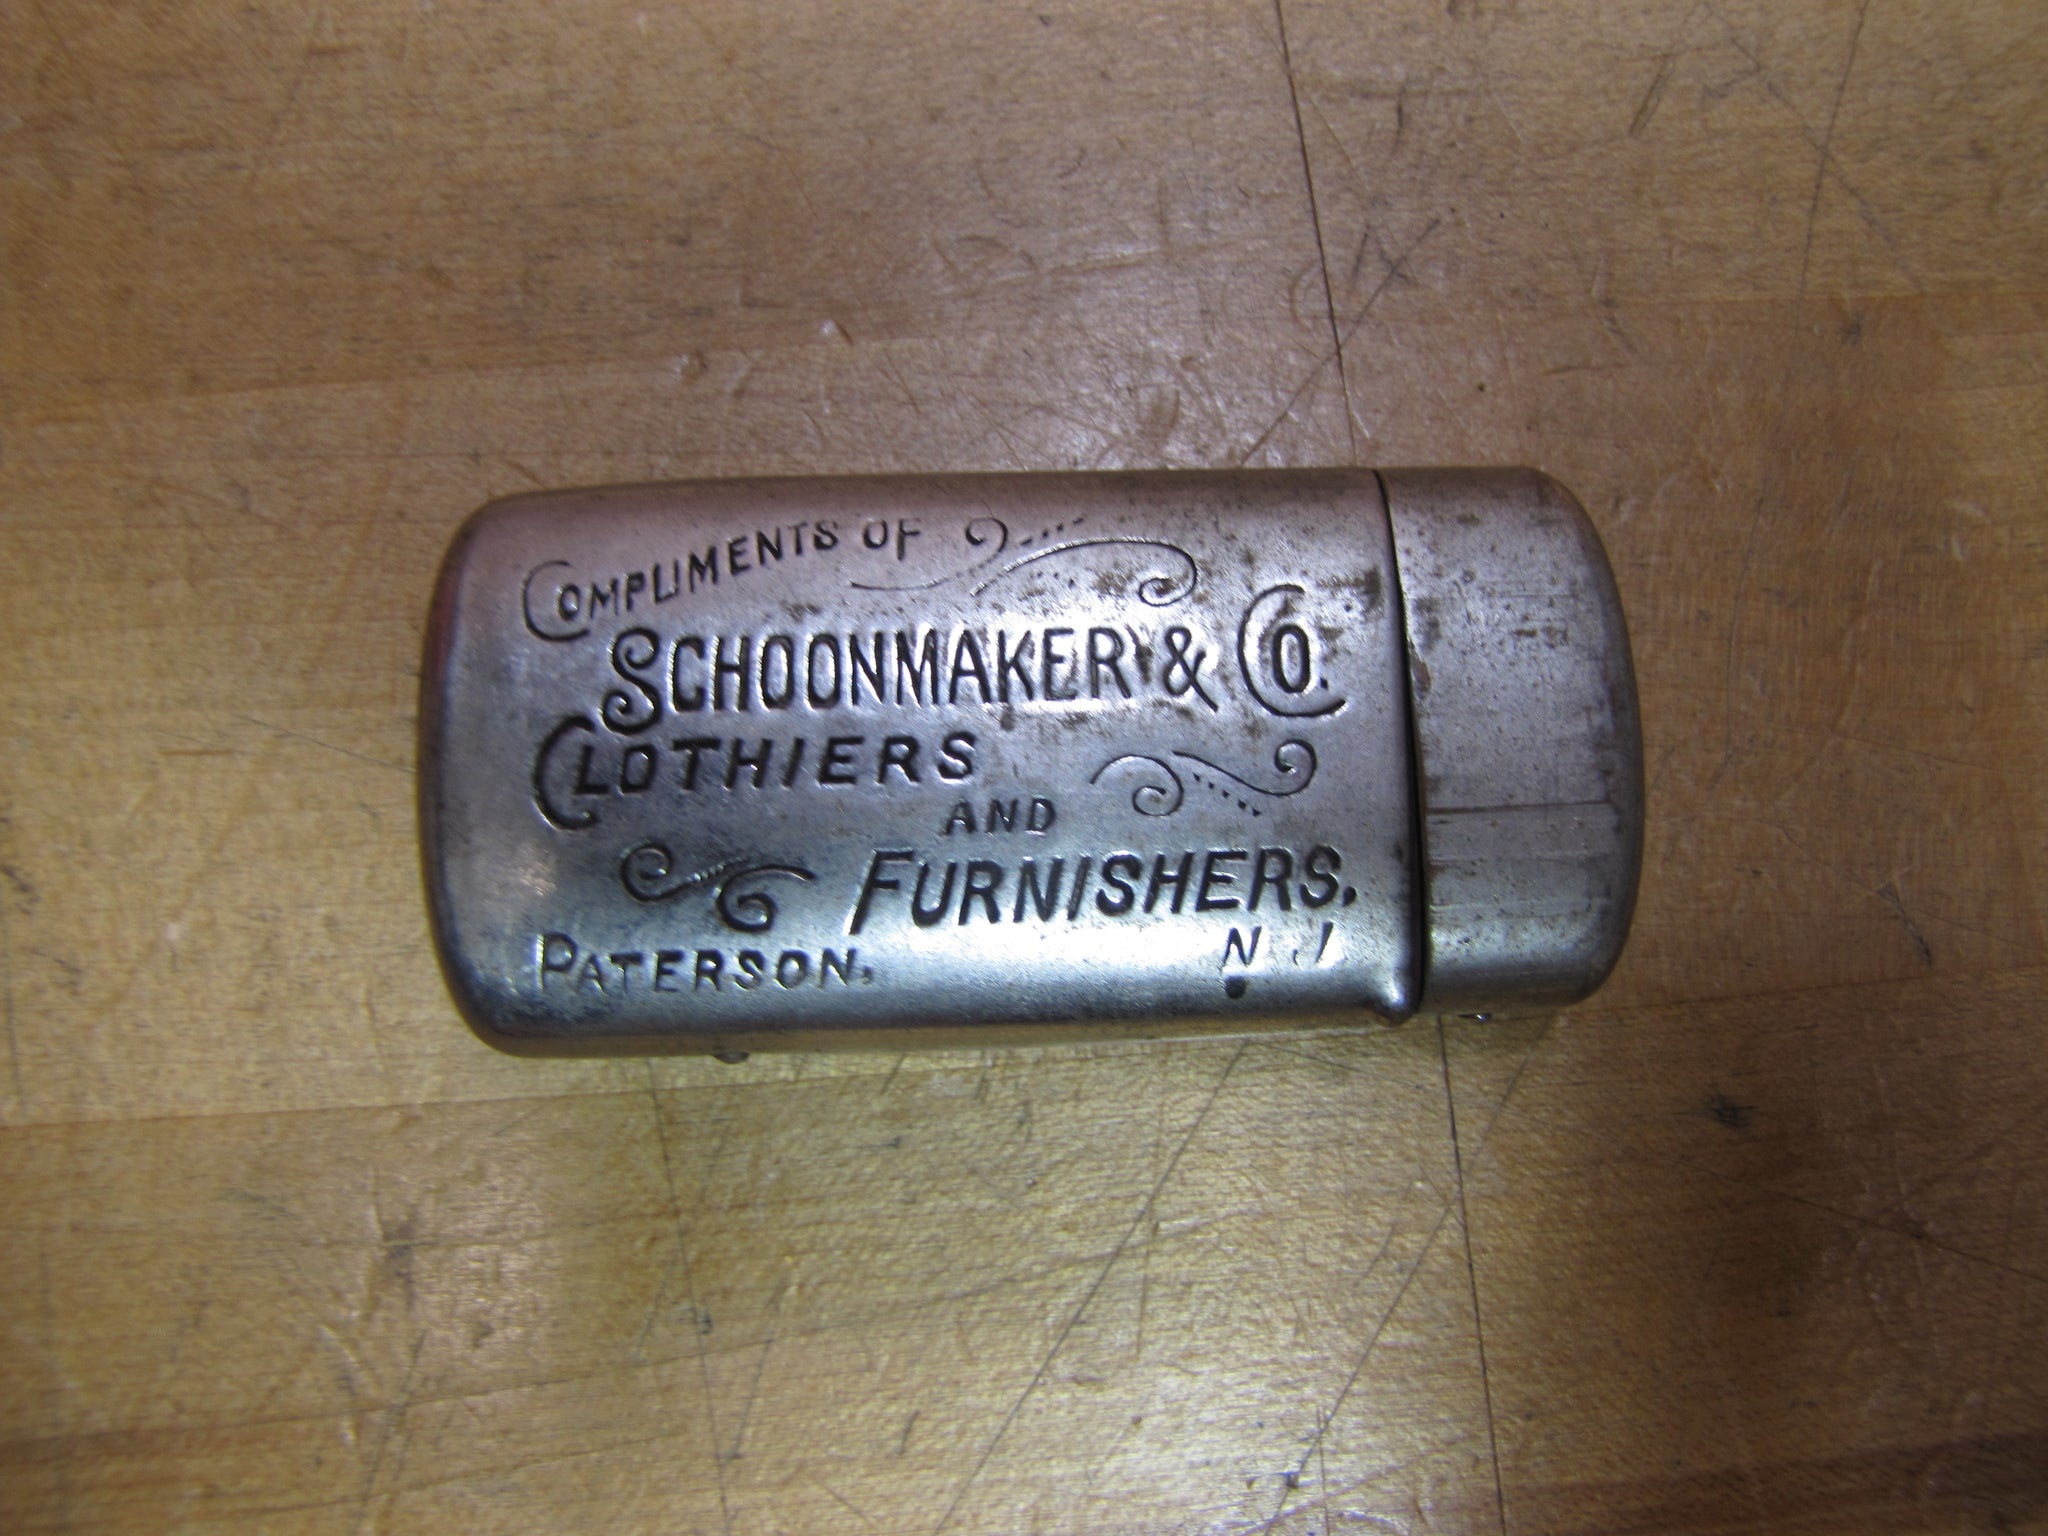 COMPLIMENTS OF
SCHOONMAKER & CO.
CLOTHIERS
AND
FURNISHERS.
PATERSON, N.J.